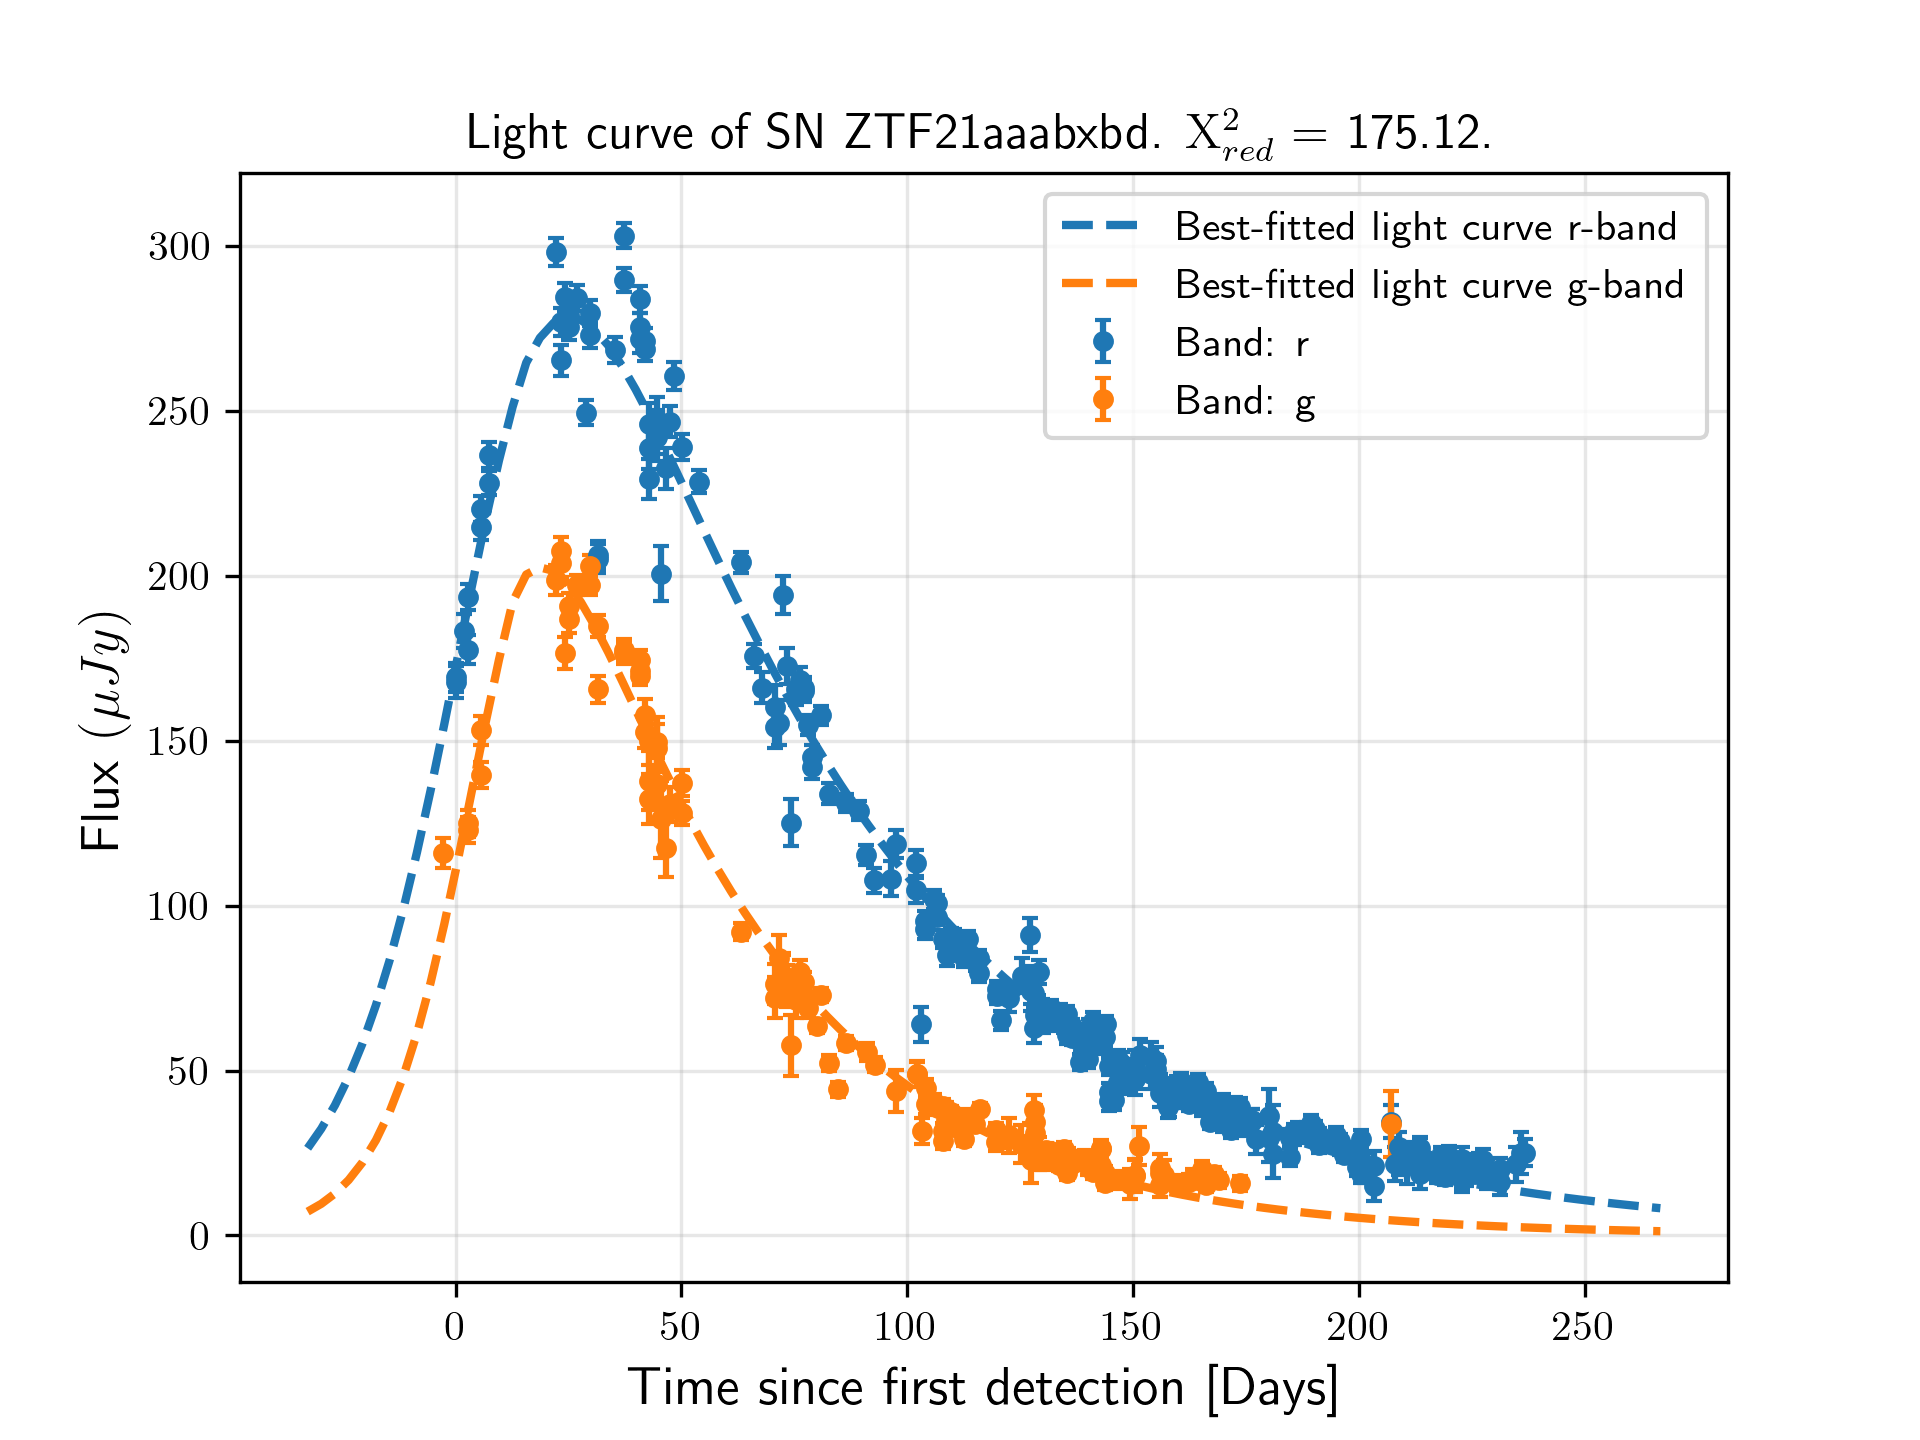 Light curve of SN ZTF21aaabxbd. X²_red = 175.12.
Best-fitted light curve r-band
Best-fitted light curve g-band
Band: r
Band: g
Flux (μJy)
300
250
200
150
100
50
0
0 50 100 150 200 250
Time since first detection [Days]